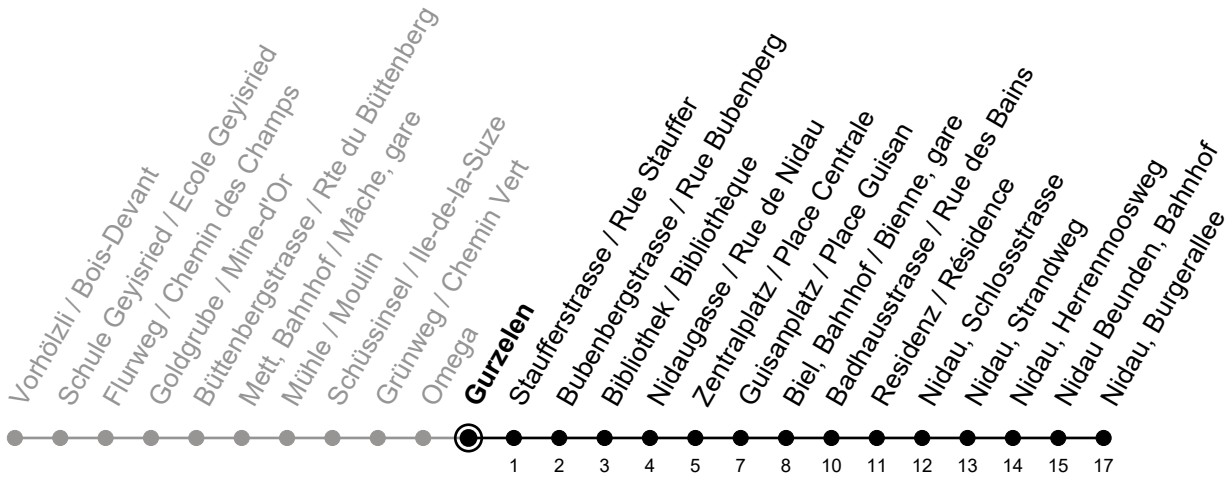 Vorhölzli / Bois-Devant
Schule Geyisried / Ecole Geyisried
Flurweg / Chemin des Champs
Goldgrube / Mine-d'Or
Büttenbergstrasse / Rte du Büttenberg
Mett, Bahnhof / Mâche, gare
Mühle / Moulin
Schüssinsel / Ile-de-la-Suze
Grünweg / Chemin Vert
Omega
Gurzelen
Staufferstrasse / Rue Stauffer
Bubenbergstrasse / Rue Bubenberg
Bibliothek / Bibliothèque
Nidaugasse / Rue de Nidau
Zentralplatz / Place Centrale
Guisanplatz / Place Guisan
Biel, Bahnhof / Bienne, gare
Badhausstrasse / Rue des Bains
Residenz / Résidence
Nidau, Schlossstrasse
Nidau, Strandweg
Nidau, Herrenmoosweg
Nidau Beunden, Bahnhof
Nidau, Burgerallee
1 2 3 4 5 7 8 10 11 12 13 14 15 17